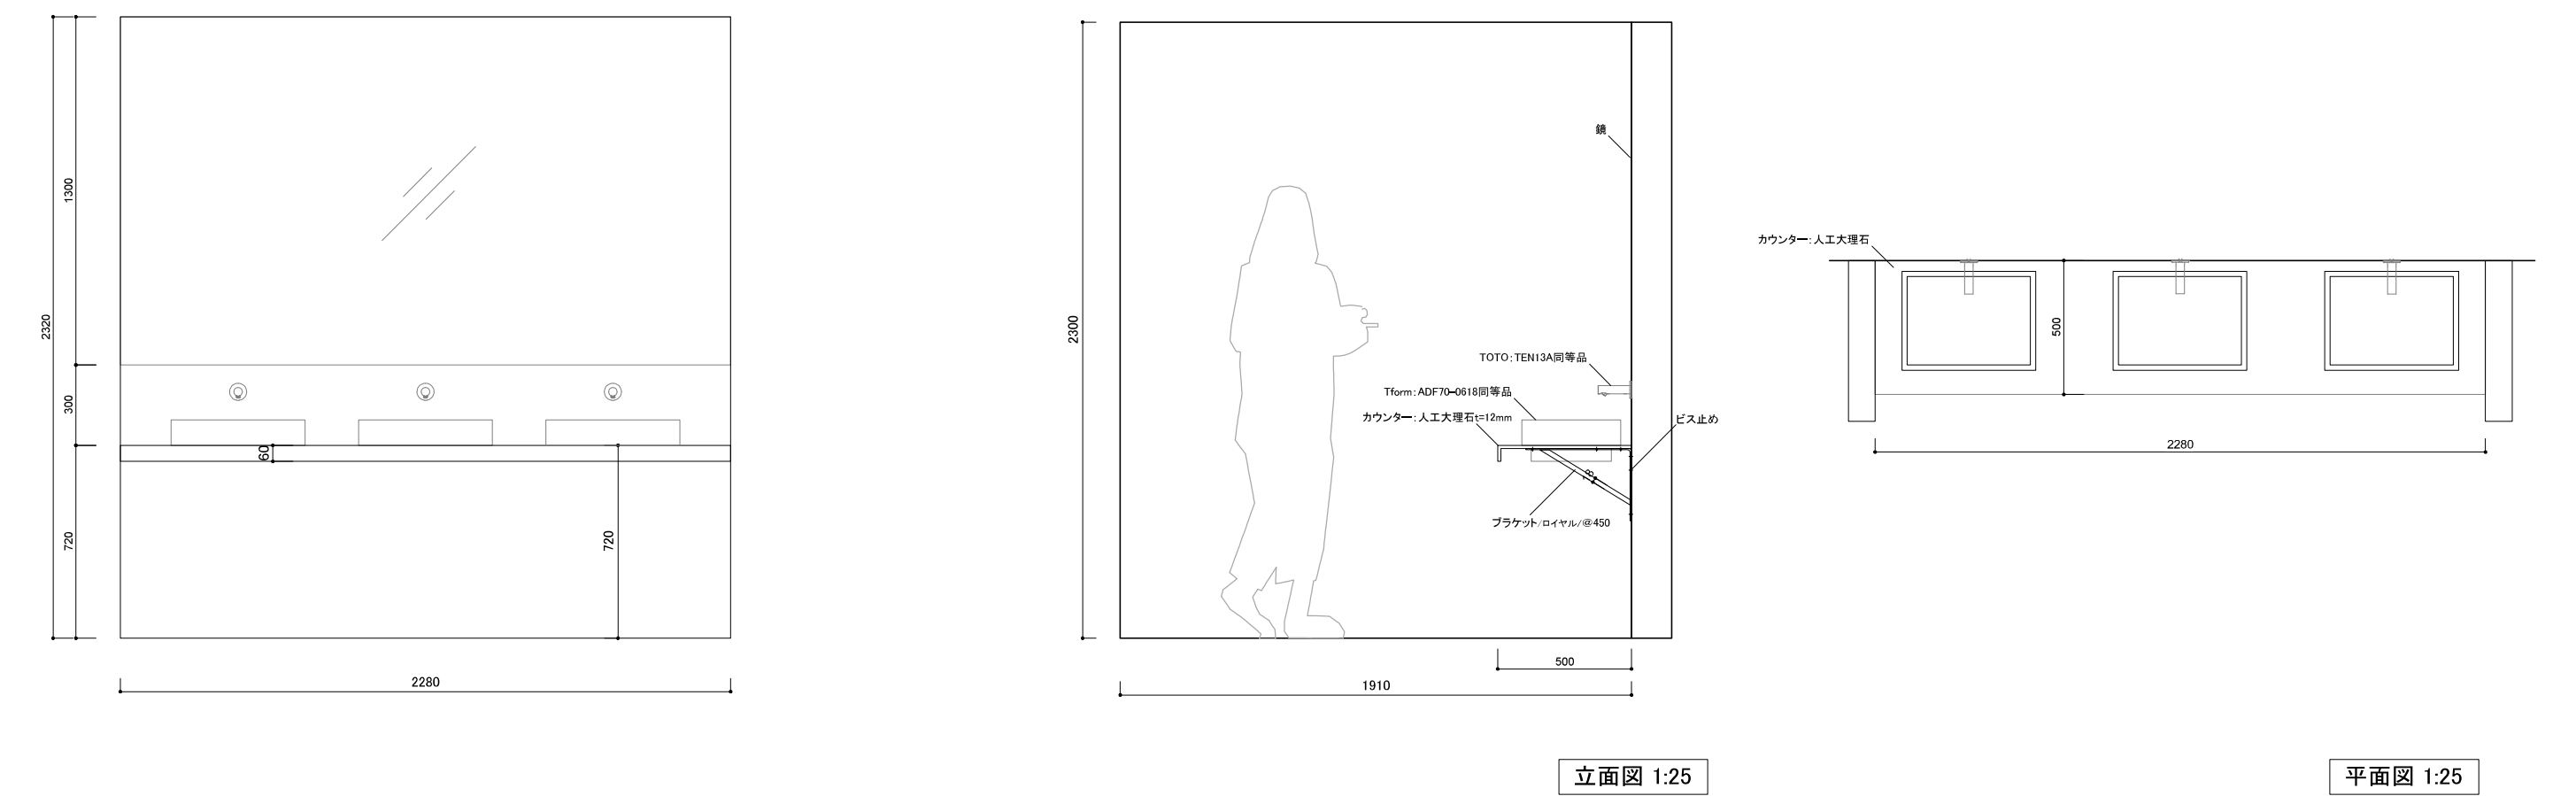 2320
1300
300
720
60
720
2280
2300
鏡
TOTO：TEN13A同等品
Tform：ADF70-0618同等品
カウンター：人工大理石t=12mm
ビス止め
ブラケット/ロイヤル/@450
500
1910
立面図 1:25
カウンター：人工大理石
500
2280
平面図 1:25